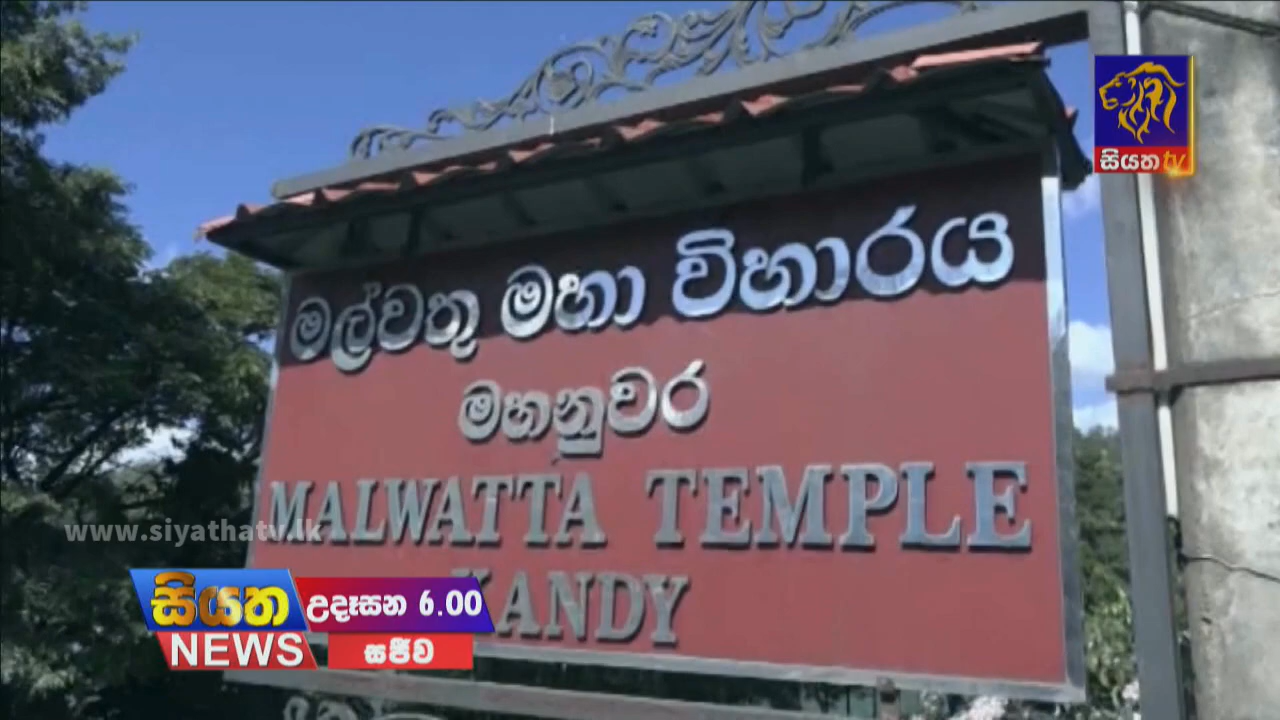 සියත tv
මල්වතු මහා විහාරය
මහනුවර
MALWATTA TEMPLE
KANDY
www.siyathatv.lk
සියත
NEWS
උදෑසන 6.00
සජීව